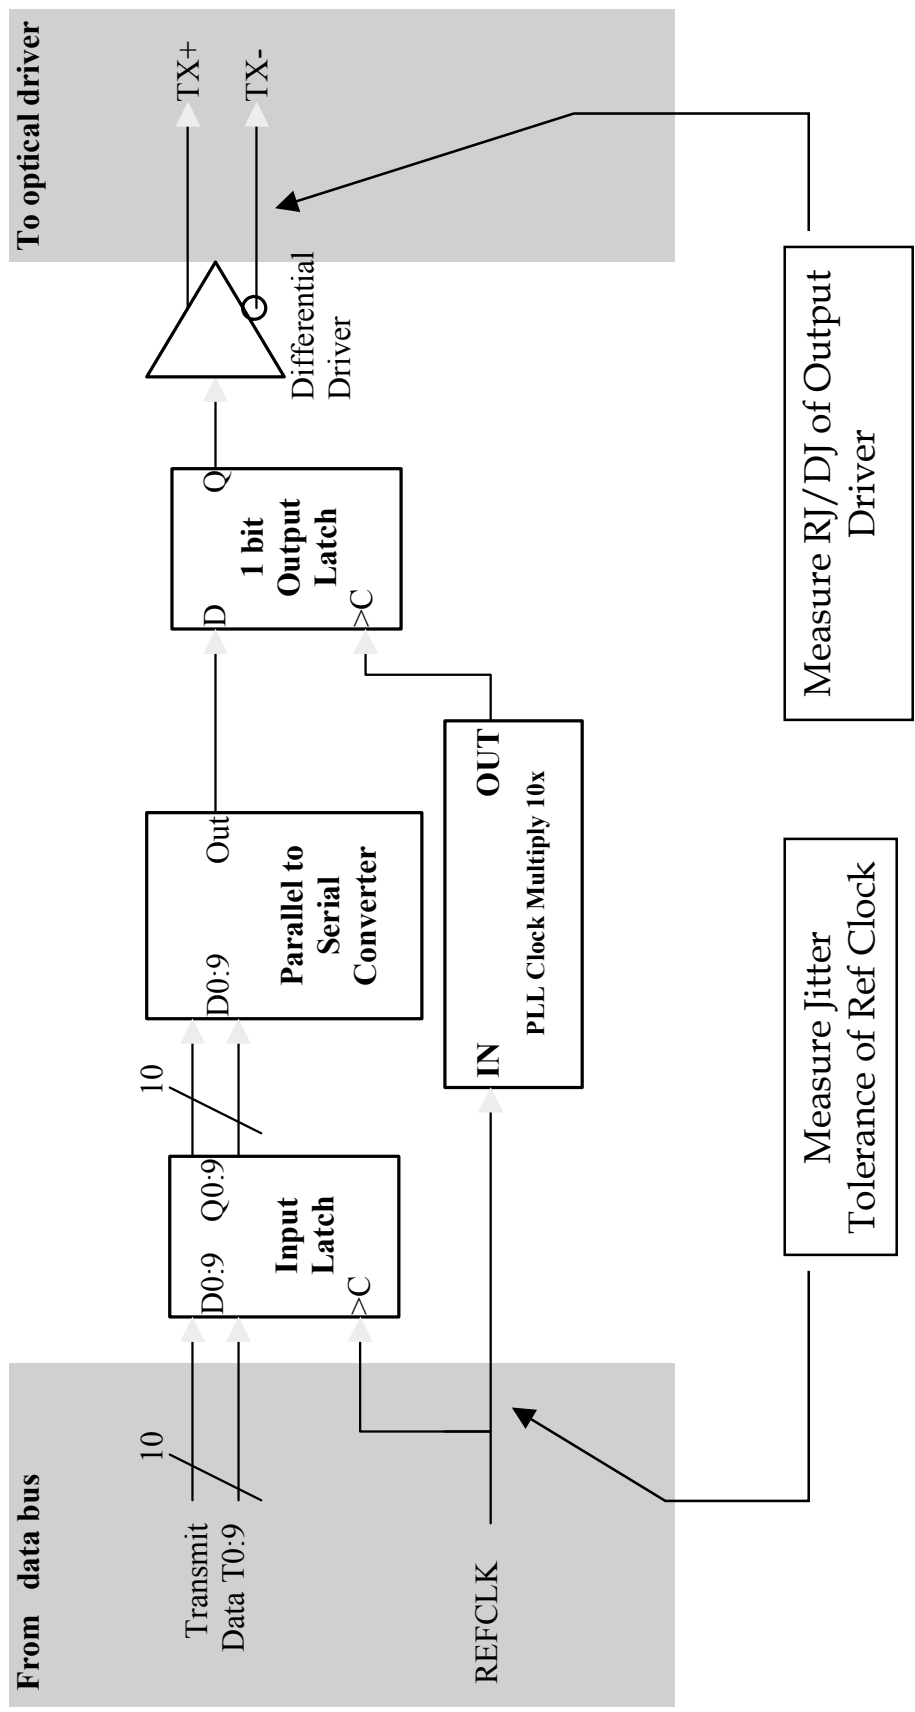 From data bus
To optical driver
Transmit
Data T0:9
10
D0:9 Q0:9
Input
Latch
>C
10
D0:9 Out
Parallel to
Serial
Converter
D Q
1 bit
Output
Latch
>C
Differential
Driver
TX+
TX-
REFCLK
IN OUT
PLL Clock Multiply 10x
Measure Jitter
Tolerance of Ref Clock
Measure RJ/DJ of Output
Driver